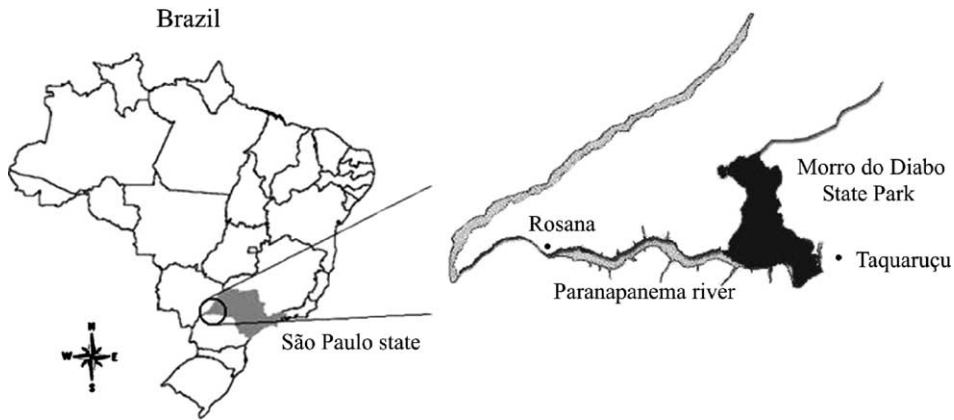 Brazil
São Paulo state
N
W
E
S
Rosana
Paranapanema river
Morro do Diabo
State Park
Taquaruçu